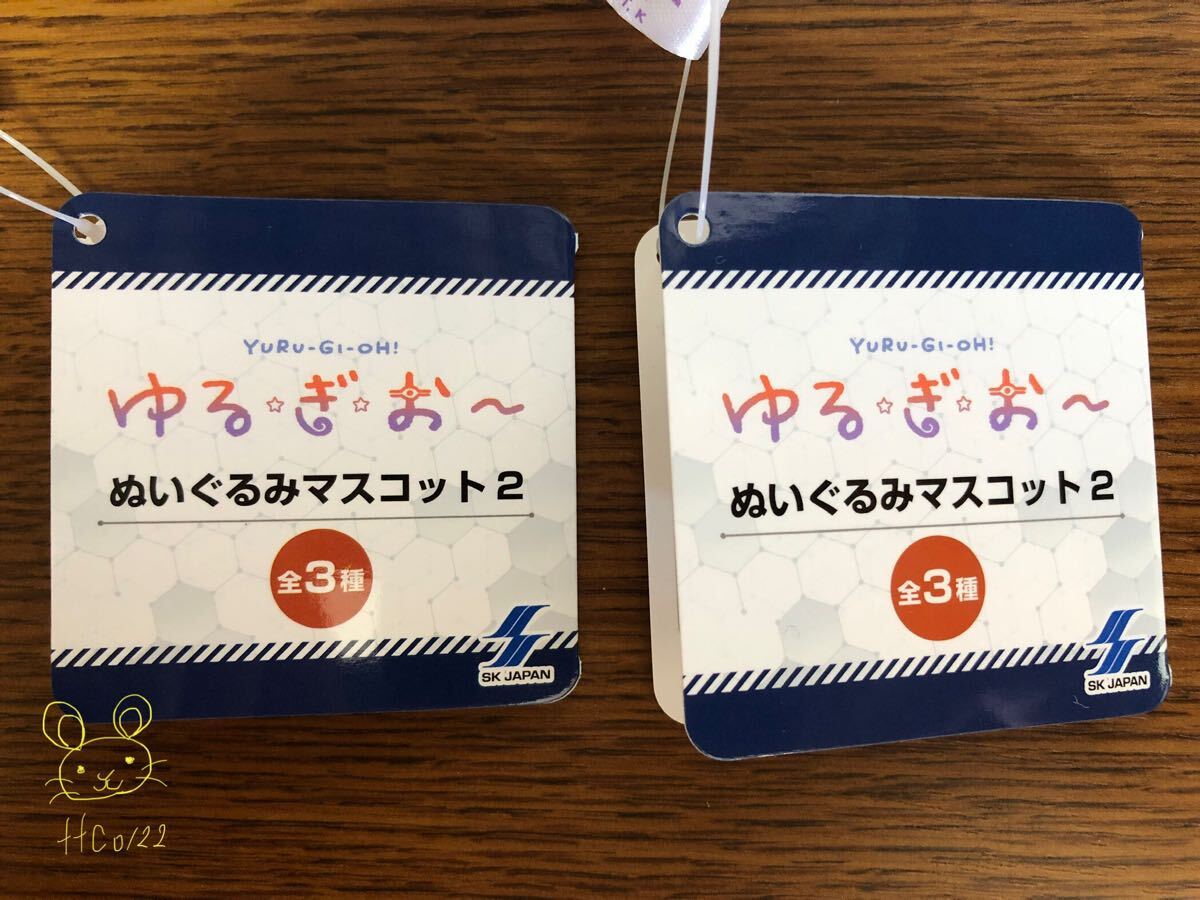 T.K
YURU-GI-OH!
ゆる☆ぎ☆お～
ぬいぐるみマスコット2
全3種
SK JAPAN
YURU-GI-OH!
ゆる☆ぎ☆お～
ぬいぐるみマスコット2
全3種
SK JAPAN
HCo122